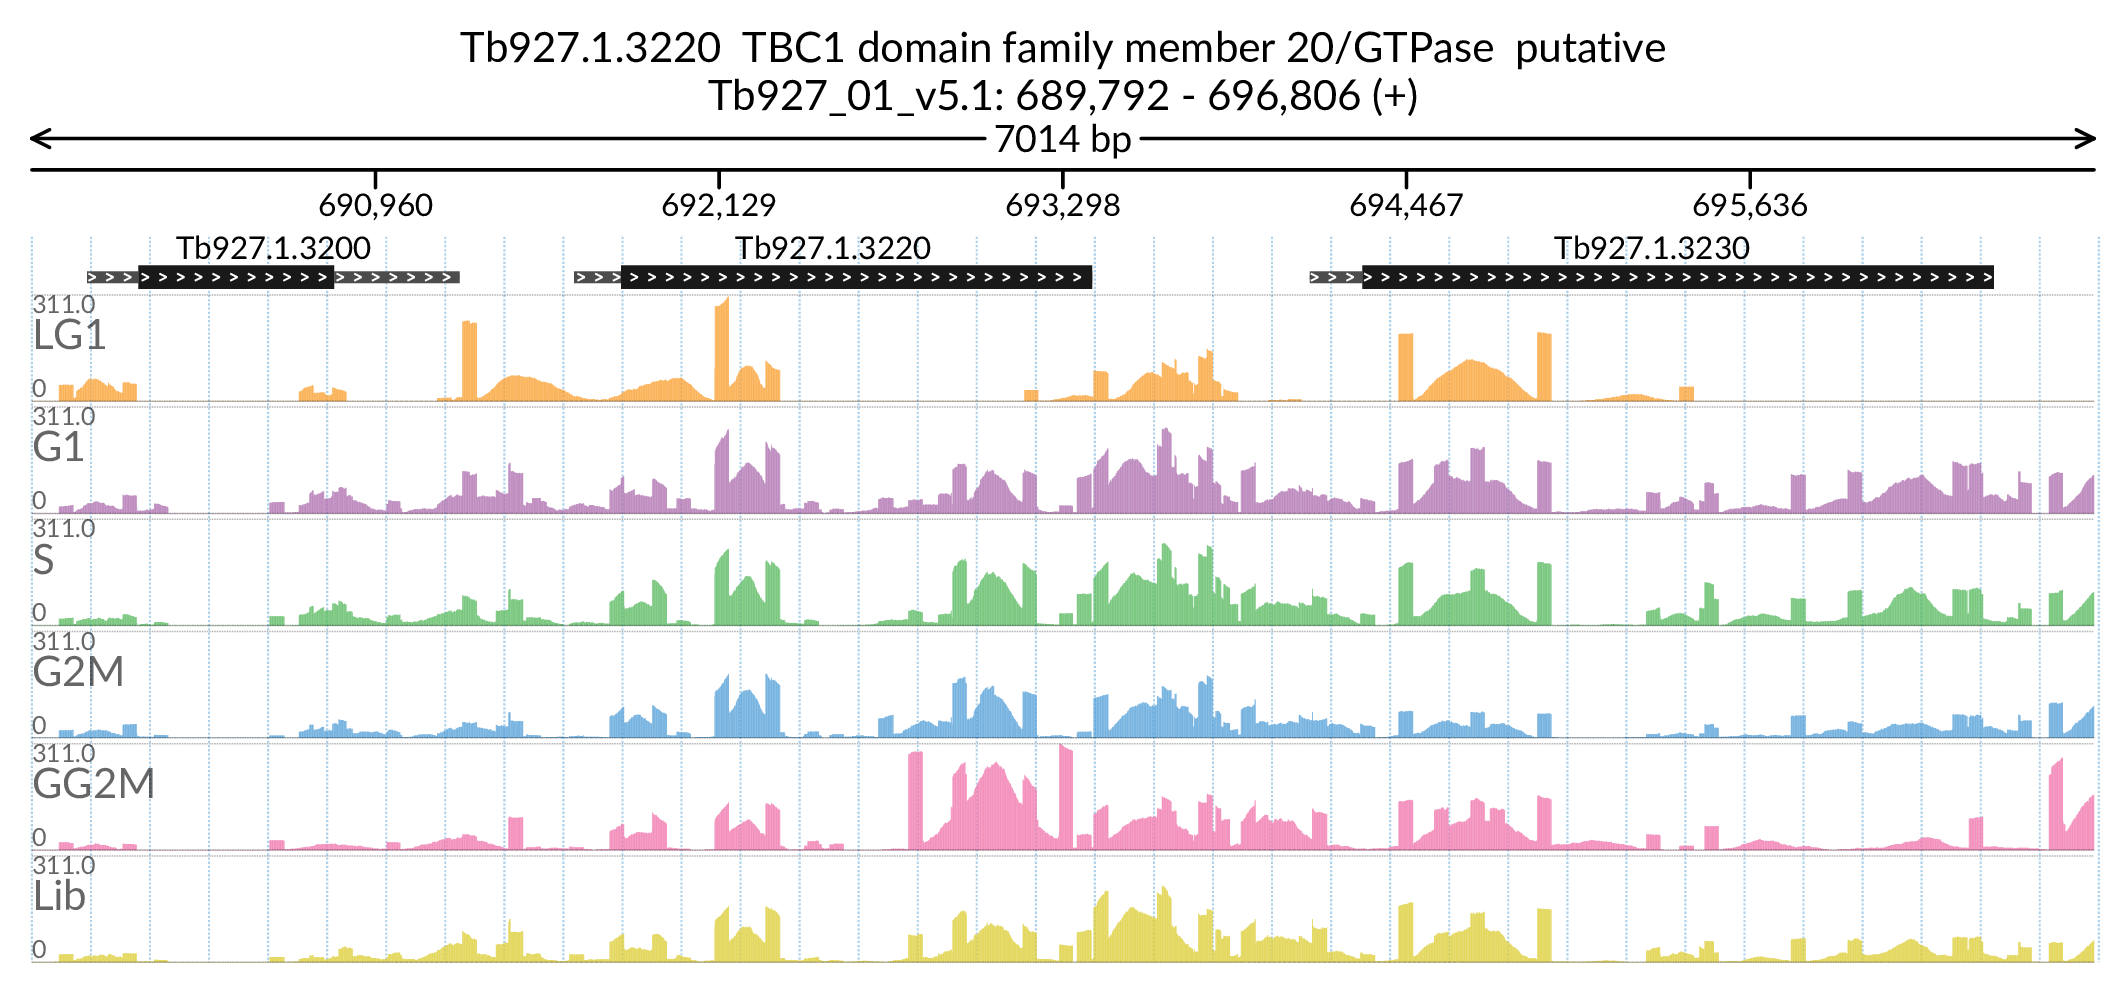 Tb927.1.3220  TBC1 domain family member 20/GTPase  putative
Tb927_01_v5.1: 689,792 - 696,806 (+)
7014 bp
690,960 692,129 693,298 694,467 695,636
Tb927.1.3200 Tb927.1.3220 Tb927.1.3230
311.0
LG1
0
311.0
G1
0
311.0
S
0
311.0
G2M
0
311.0
GG2M
0
311.0
Lib
0